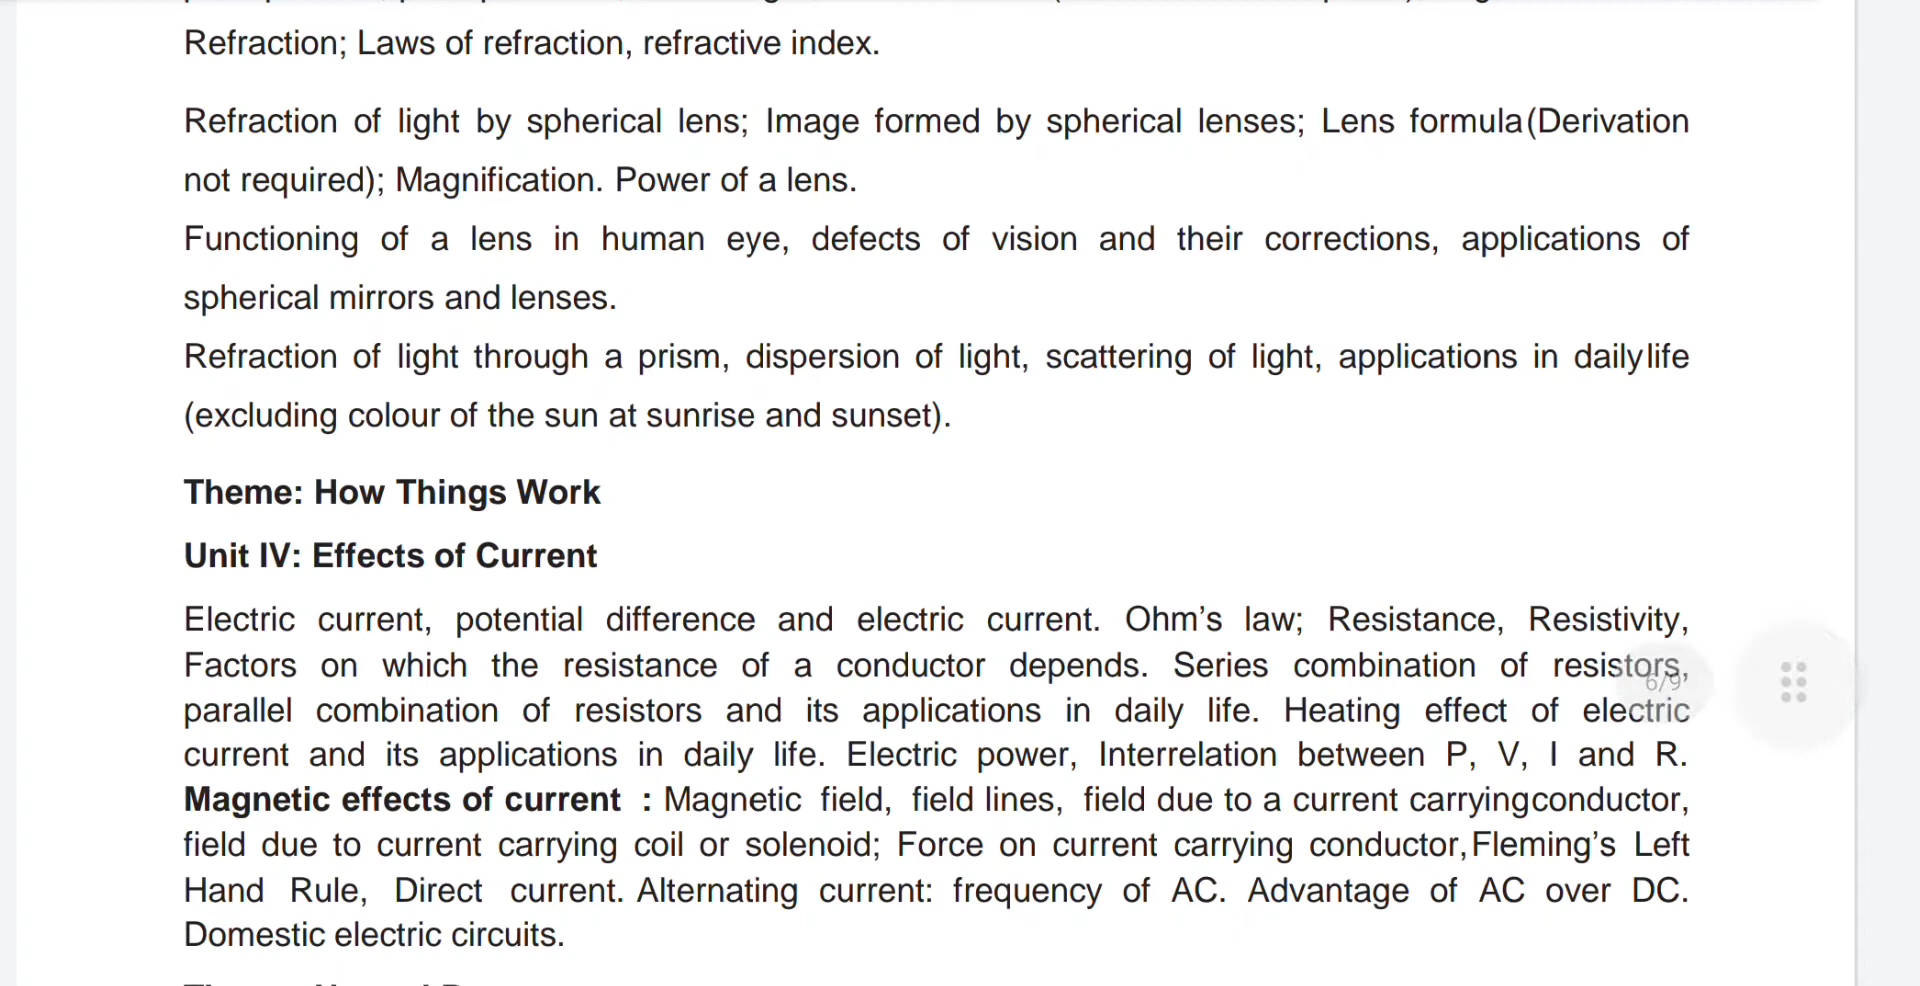 Refraction; Laws of refraction, refractive index.
Refraction of light by spherical lens; Image formed by spherical lenses; Lens formula(Derivation
not required); Magnification. Power of a lens.
Functioning of a lens in human eye, defects of vision and their corrections, applications of
spherical mirrors and lenses.
Refraction of light through a prism, dispersion of light, scattering of light, applications in dailylife
(excluding colour of the sun at sunrise and sunset).
Theme: How Things Work
Unit IV: Effects of Current
Electric current, potential difference and electric current. Ohm’s law; Resistance, Resistivity,
Factors on which the resistance of a conductor depends. Series combination of resistors,
6/9
parallel combination of resistors and its applications in daily life. Heating effect of electric
current and its applications in daily life. Electric power, Interrelation between P, V, I and R.
Magnetic effects of current : Magnetic field, field lines, field due to a current carryingconductor,
field due to current carrying coil or solenoid; Force on current carrying conductor,Fleming’s Left
Hand Rule, Direct current. Alternating current: frequency of AC. Advantage of AC over DC.
Domestic electric circuits.